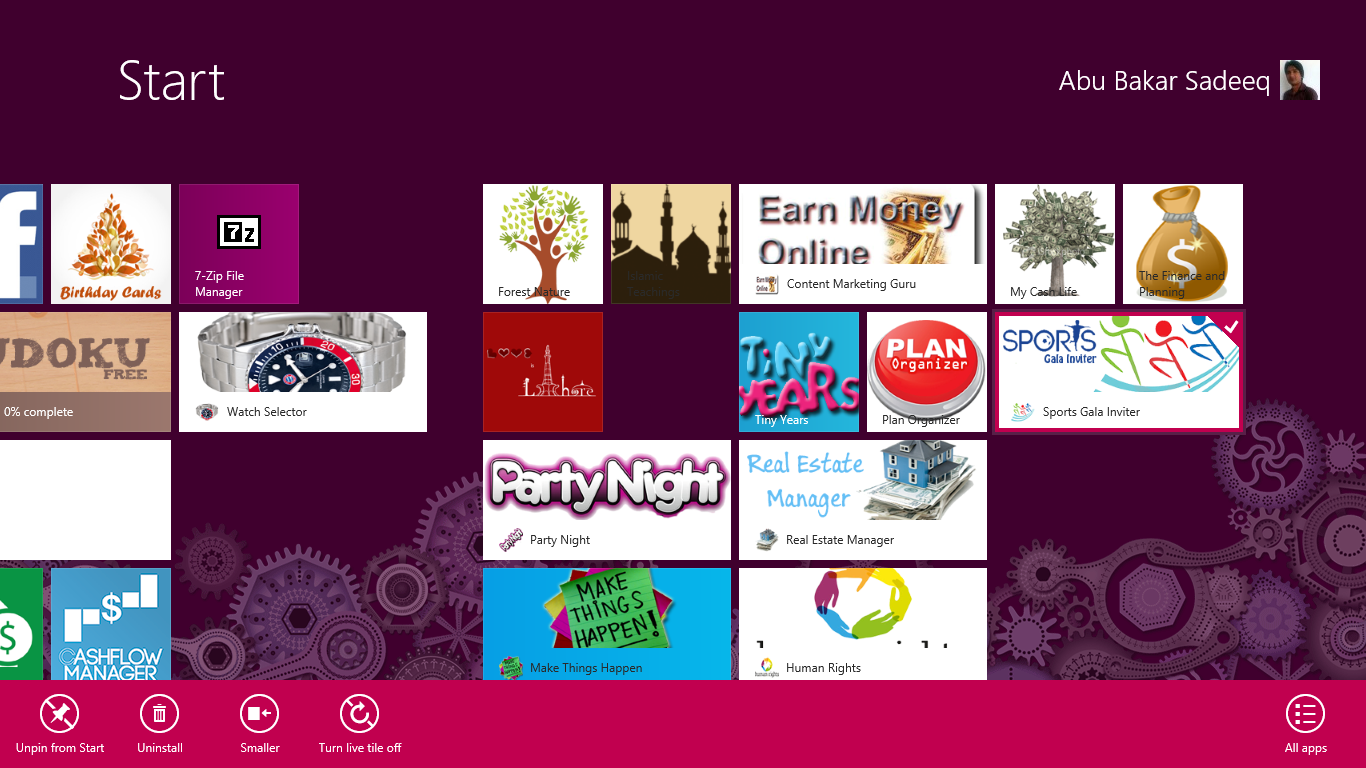 Start
Abu Bakar Sadeeq
f
Birthday Cards
7z
7-Zip File
Manager
Forest Nature
Islamic
Teachings
Earn Money
Online
Content Marketing Guru
My Cash Life
$
The Finance and
Planning
UDOKU
FREE
0% complete
Watch Selector
LOVE
Lahore
Tiny
YEARS
Tiny Years
PLAN
Organizer
Plan Organizer
SPORTS
Gala Inviter
Sports Gala Inviter
Party Night
Party Night
Real Estate
Manager
Real Estate Manager
$
$
CASHFLOW
MANAGER
MAKE
THINGS
HAPPEN!
Make Things Happen
Human Rights
Unpin from Start
Uninstall
Smaller
Turn live tile off
All apps